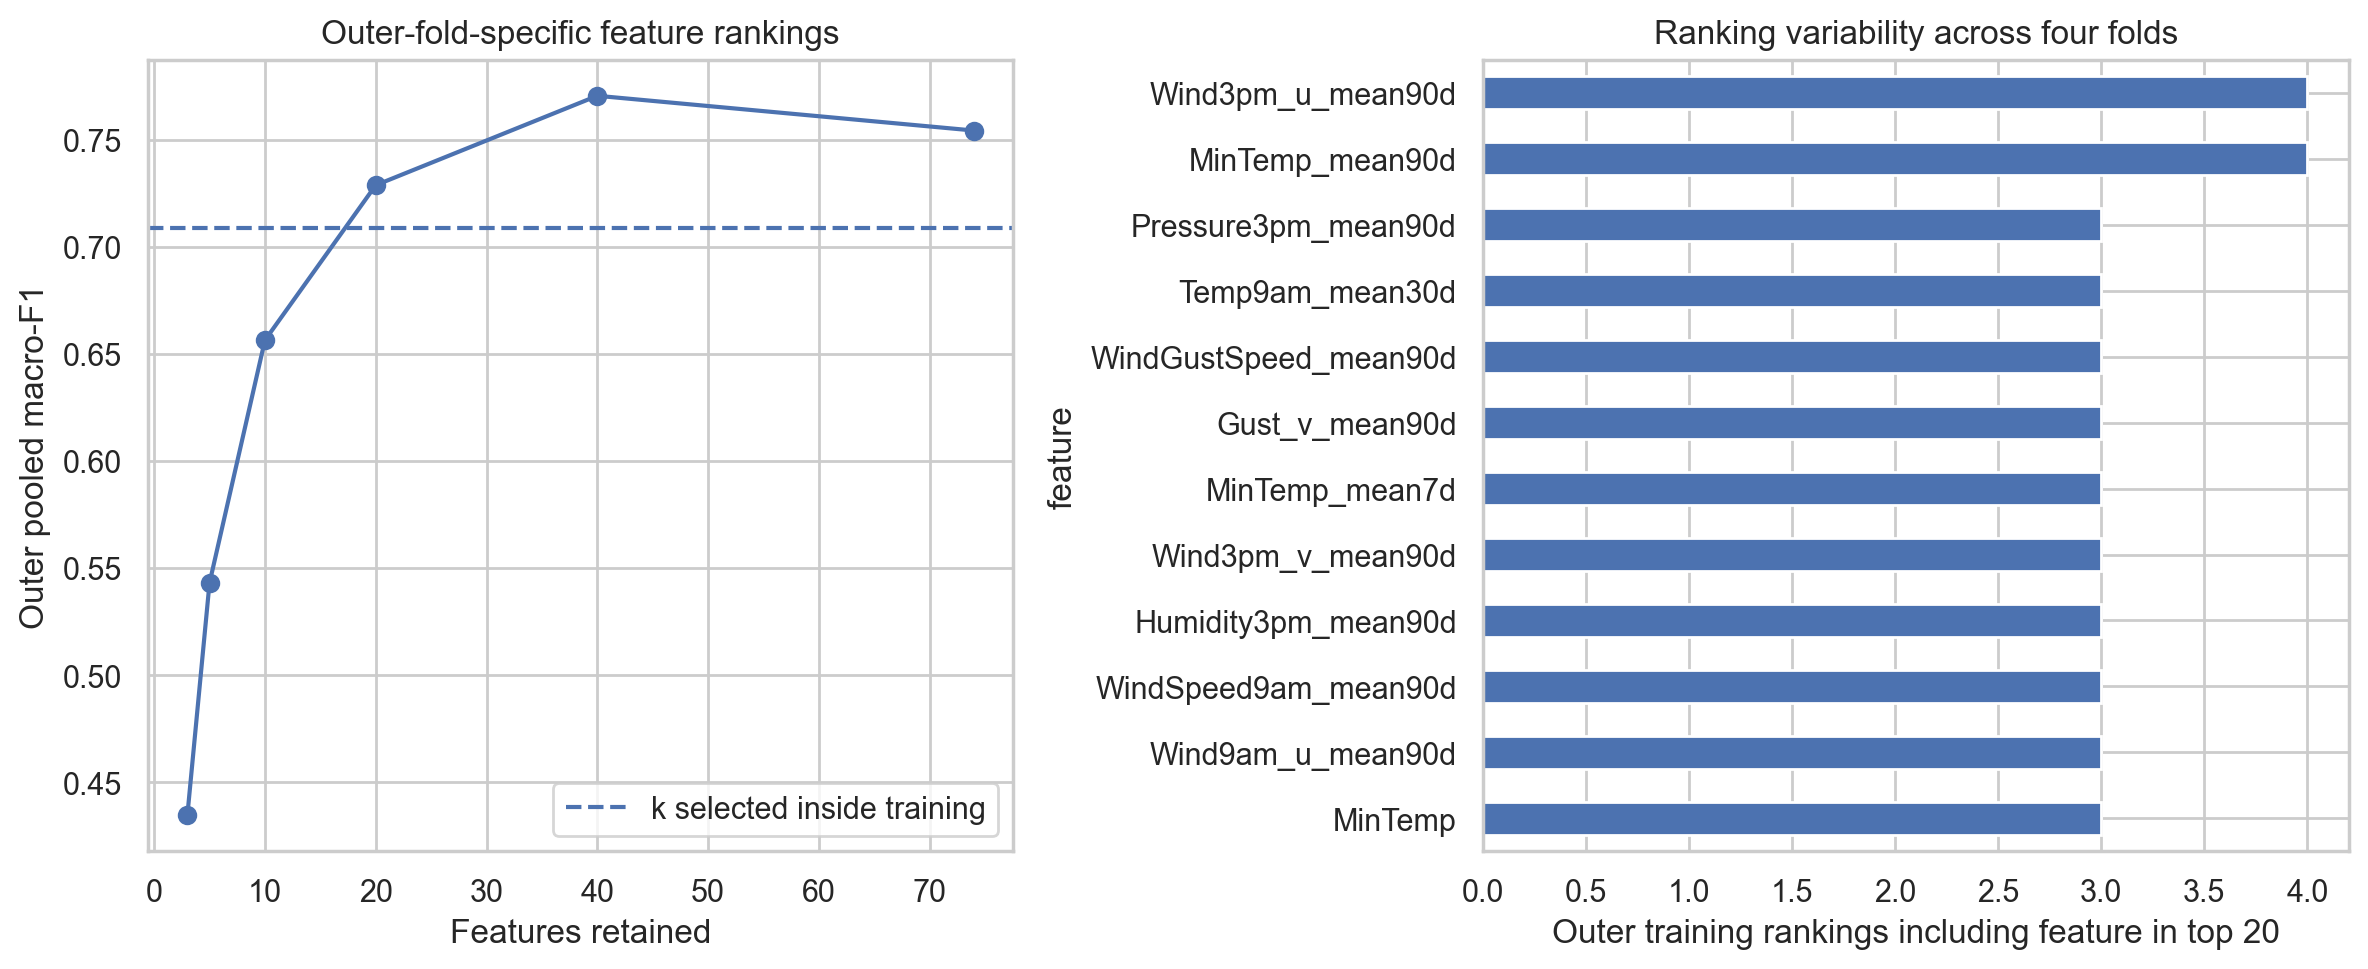 Outer-fold-specific feature rankings
Outer pooled macro-F1
0.75
0.70
0.65
0.60
0.55
0.50
0.45
k selected inside training
0 10 20 30 40 50 60 70
Features retained
Ranking variability across four folds
feature
Wind3pm_u_mean90d
MinTemp_mean90d
Pressure3pm_mean90d
Temp9am_mean30d
WindGustSpeed_mean90d
Gust_v_mean90d
MinTemp_mean7d
Wind3pm_v_mean90d
Humidity3pm_mean90d
WindSpeed9am_mean90d
Wind9am_u_mean90d
MinTemp
0.0 0.5 1.0 1.5 2.0 2.5 3.0 3.5 4.0
Outer training rankings including feature in top 20